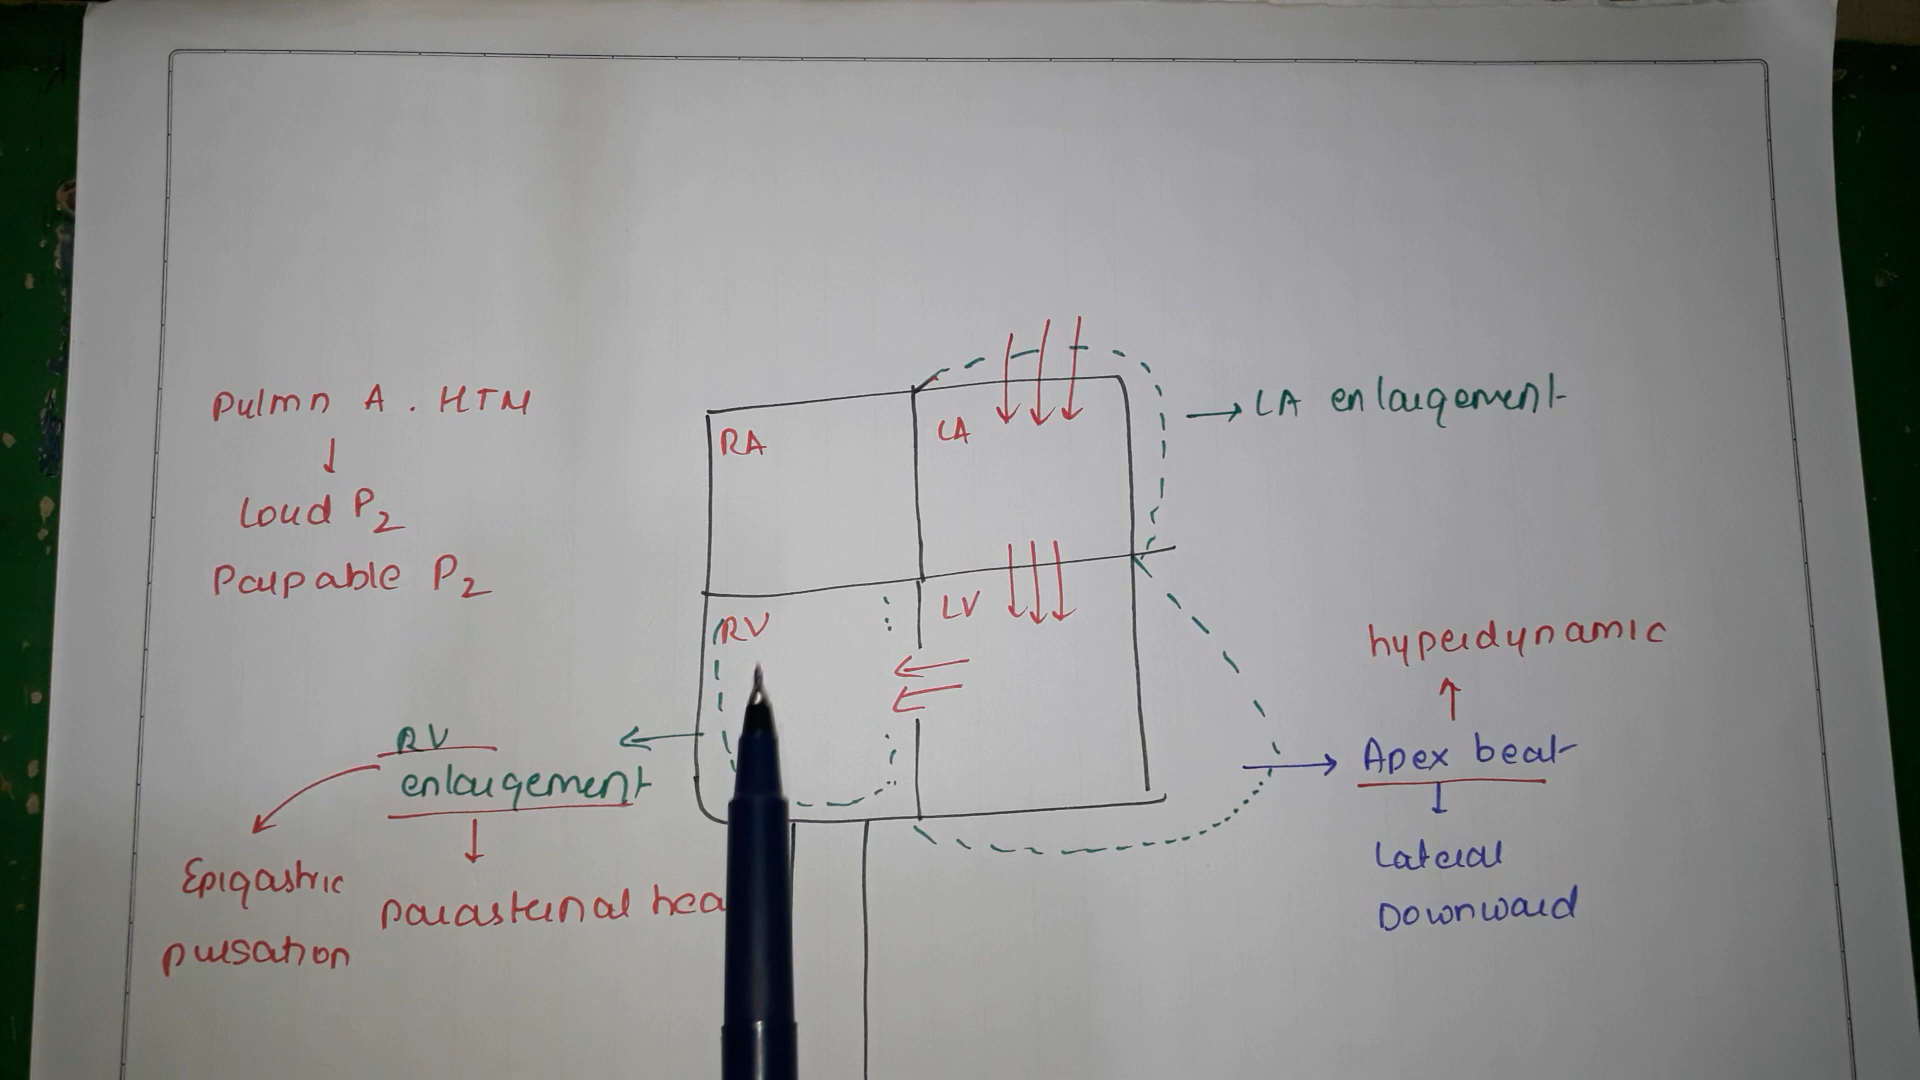 Pulmn A. HTN
Loud P2
Palpable P2
RA
LA
LA enlargement
RV
LV
hyperdynamic
Apex beat
Lateral
Downward
RV
enlargement
Epigastric
pulsation
parasternal hea